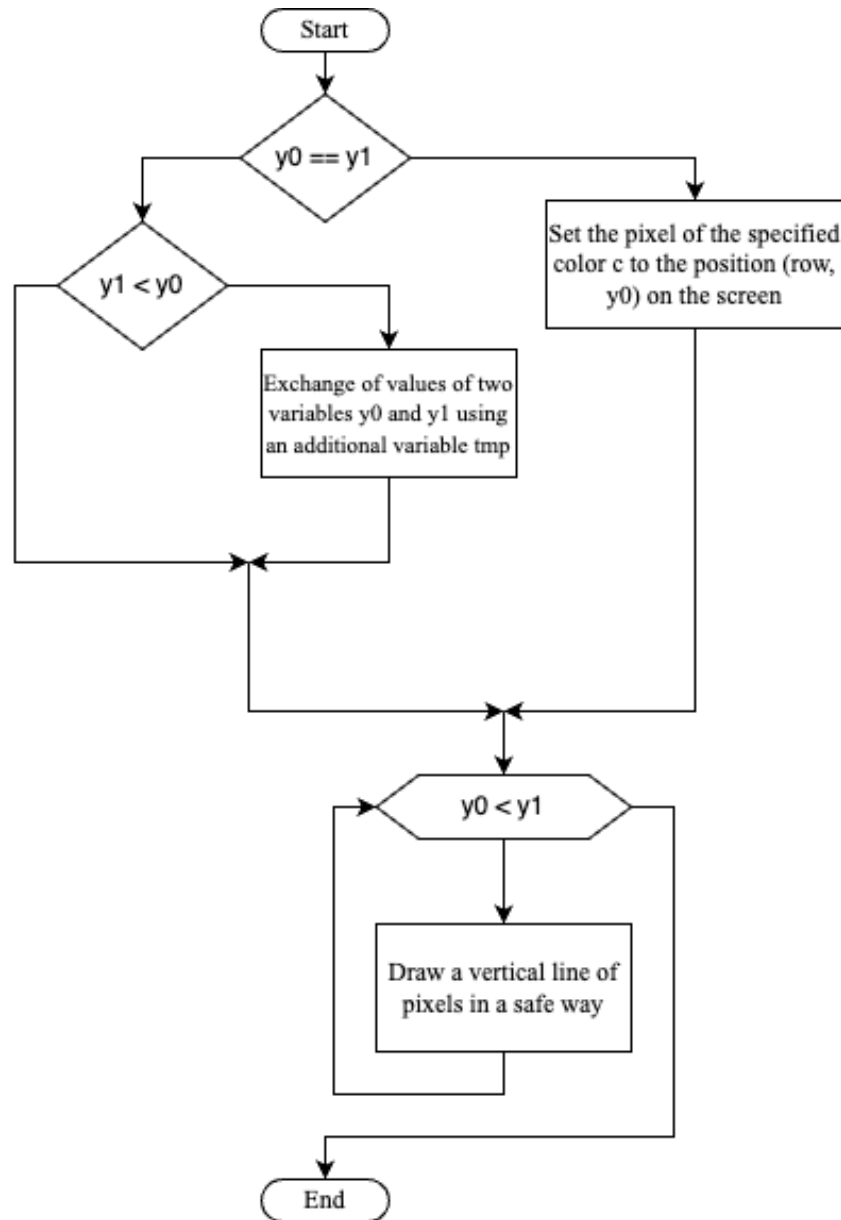 Start
y0 == y1
y1 < y0
Set the pixel of the specified
color c to the position (row,
y0) on the screen
Exchange of values of two
variables y0 and y1 using
an additional variable tmp
y0 < y1
Draw a vertical line of
pixels in a safe way
End